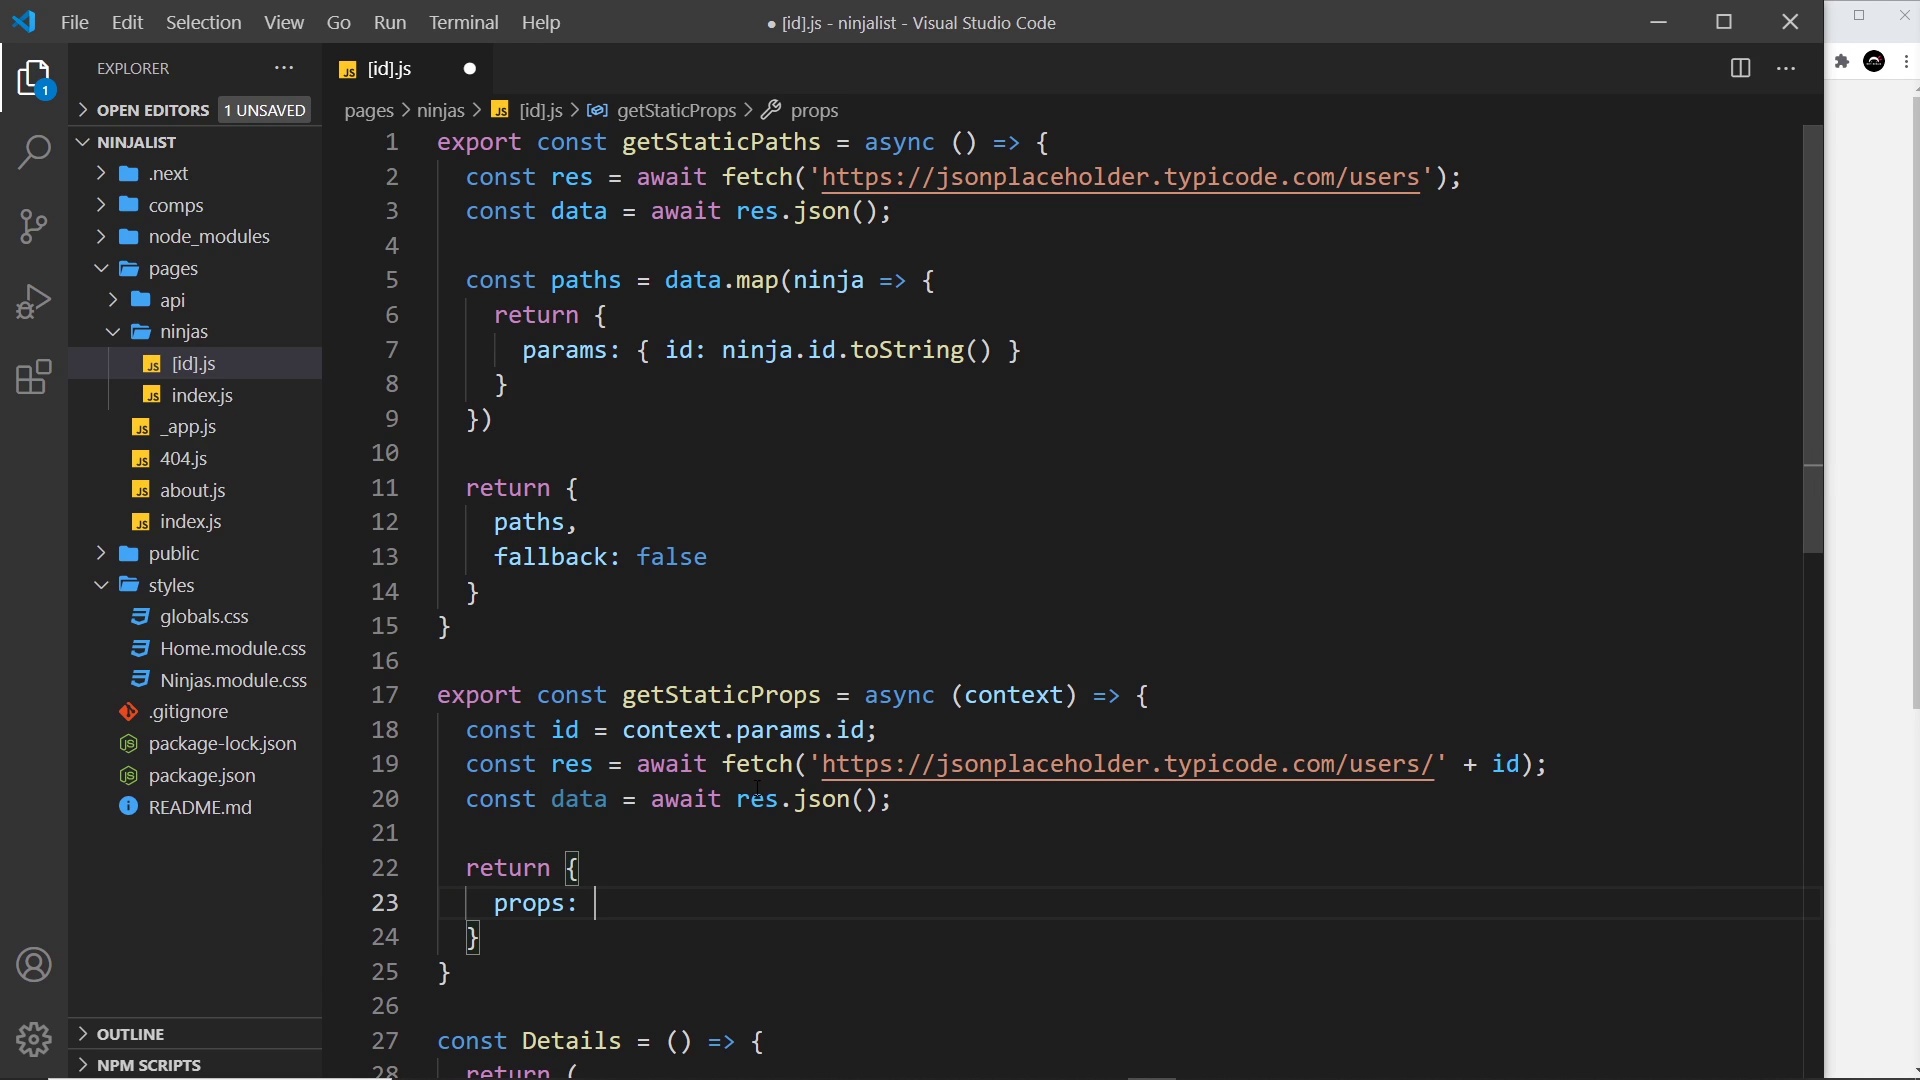 File Edit Selection View Go Run Terminal Help
● [id].js - ninjalist - Visual Studio Code
EXPLORER
OPEN EDITORS 1 UNSAVED
NINJALIST
.next
comps
node_modules
pages
api
ninjas
[id].js
index.js
_app.js
404.js
about.js
index.js
public
styles
globals.css
Home.module.css
Ninjas.module.css
.gitignore
package-lock.json
package.json
README.md
OUTLINE
NPM SCRIPTS
1
JS [id].js
pages > ninjas > JS [id].js > getStaticProps > props
1 export const getStaticPaths = async () => {
2 const res = await fetch('https://jsonplaceholder.typicode.com/users');
3 const data = await res.json();
4
5 const paths = data.map(ninja => {
6 return {
7 params: { id: ninja.id.toString() }
8 }
9 })
10
11 return {
12 paths,
13 fallback: false
14 }
15 }
16
17 export const getStaticProps = async (context) => {
18 const id = context.params.id;
19 const res = await fetch('https://jsonplaceholder.typicode.com/users/' + id);
20 const data = await res.json();
21
22 return {
23 props:
24 }
25 }
26
27 const Details = () => {
28 return (